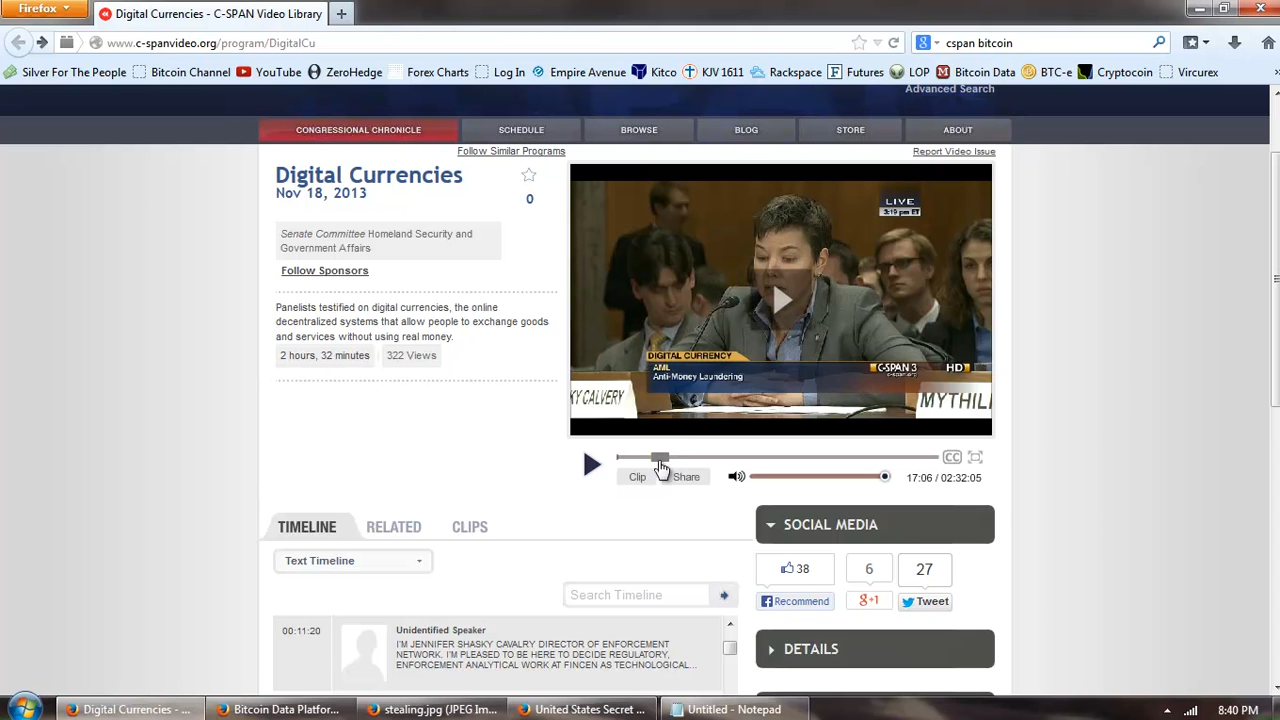 Firefox
Digital Currencies - C-SPAN Video Library
www.c-spanvideo.org/program/DigitalCu
cspan bitcoin
Silver For The People Bitcoin Channel YouTube ZeroHedge Forex Charts Log In Empire Avenue Kitco KJV 1611 Rackspace Futures LOP Bitcoin Data BTC-e Cryptocoin Vircurex
Advanced Search
CONGRESSIONAL CHRONICLE SCHEDULE BROWSE BLOG STORE ABOUT
Follow Similar Programs
Report Video Issue
Digital Currencies
Nov 18, 2013
0
Senate Committee Homeland Security and
Government Affairs
Follow Sponsors
Panelists testified on digital currencies, the online
decentralized systems that allow people to exchange goods
and services without using real money.
2 hours, 32 minutes 322 Views
LIVE
3:19 pm ET
DIGITAL CURRENCY
AML
Anti-Money Laundering
C-SPAN 3
c-span.org
HD
KY CALVERY
MYTHILI
CC
Clip Share
17:06 / 02:32:05
TIMELINE RELATED CLIPS
Text Timeline
Search Timeline
00:11:20
Unidentified Speaker
I'M JENNIFER SHASKY CAVALRY DIRECTOR OF ENFORCEMENT
NETWORK. I'M PLEASED TO BE HERE TO DECIDE REGULATORY,
ENFORCEMENT ANALYTICAL WORK AT FINCEN AS TECHNOLOGICAL...
SOCIAL MEDIA
38 6 27
Recommend +1 Tweet
DETAILS
Digital Currencies - ... Bitcoin Data Platfor... stealing.jpg (JPEG Im... United States Secret ... Untitled - Notepad
8:40 PM